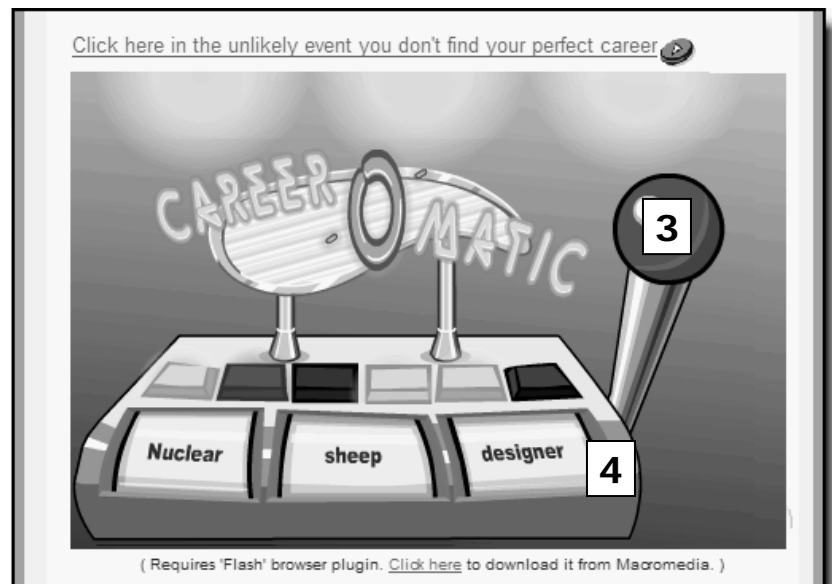 Click here in the unlikely event you don't find your perfect career
CAREER O MATIC
3
Nuclear sheep designer
4
( Requires 'Flash' browser plugin. Click here to download it from Macromedia. )